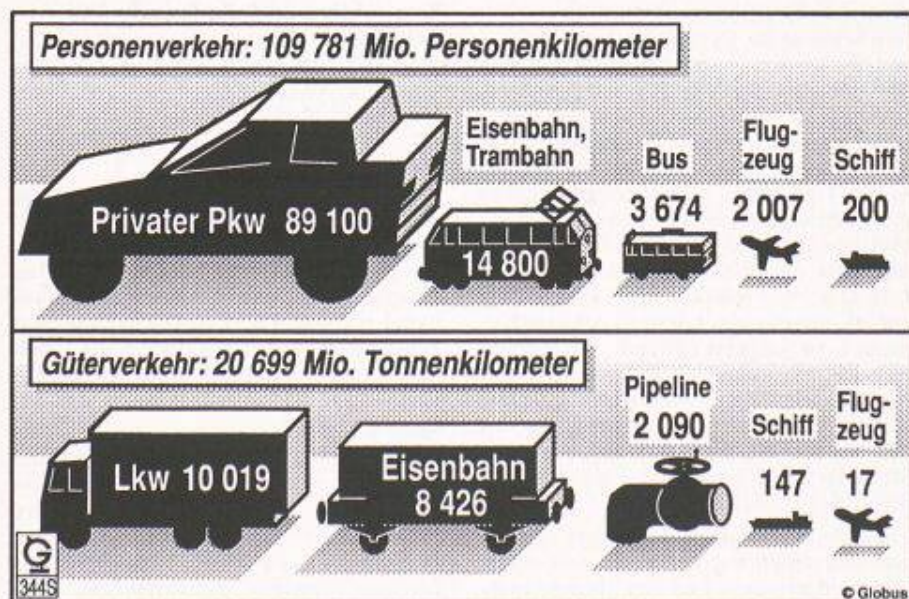 Personenverkehr: 109 781 Mio. Personenkilometer
Privater Pkw 89 100
Eisenbahn,
Trambahn
14 800
Bus
3 674
Flug-
zeug
2 007
Schiff
200
Güterverkehr: 20 699 Mio. Tonnenkilometer
Lkw 10 019
Eisenbahn
8 426
Pipeline
2 090
Schiff
147
Flug-
zeug
17
G
344S
© Globus